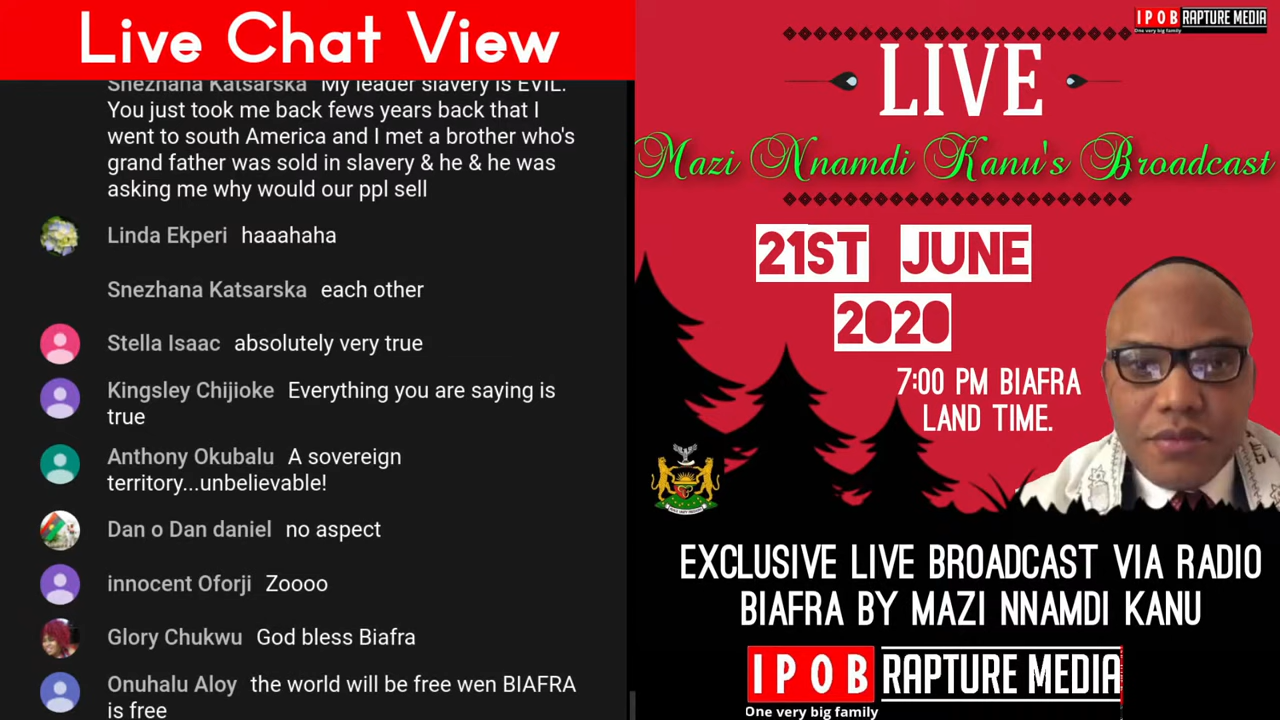 Live Chat View
Snezhana Katsarska My leader slavery is EVIL.
You just took me back fews years back that I
went to south America and I met a brother who's
grand father was sold in slavery & he & he was
asking me why would our ppl sell
Linda Ekperi haaahaha
Snezhana Katsarska each other
Stella Isaac absolutely very true
Kingsley Chijioke Everything you are saying is
true
Anthony Okubalu A sovereign
territory...unbelievable!
Dan o Dan daniel no aspect
innocent Oforji Zoooo
Glory Chukwu God bless Biafra
Onuhalu Aloy the world will be free wen BIAFRA
is free
IPOB RAPTURE MEDIA
One very big family
LIVE
Mazi Nnamdi Kanu's Broadcast
21ST JUNE
2020
7:00 PM BIAFRA
LAND TIME.
EXCLUSIVE LIVE BROADCAST VIA RADIO
BIAFRA BY MAZI NNAMDI KANU
IPOB RAPTURE MEDIA
One very big family